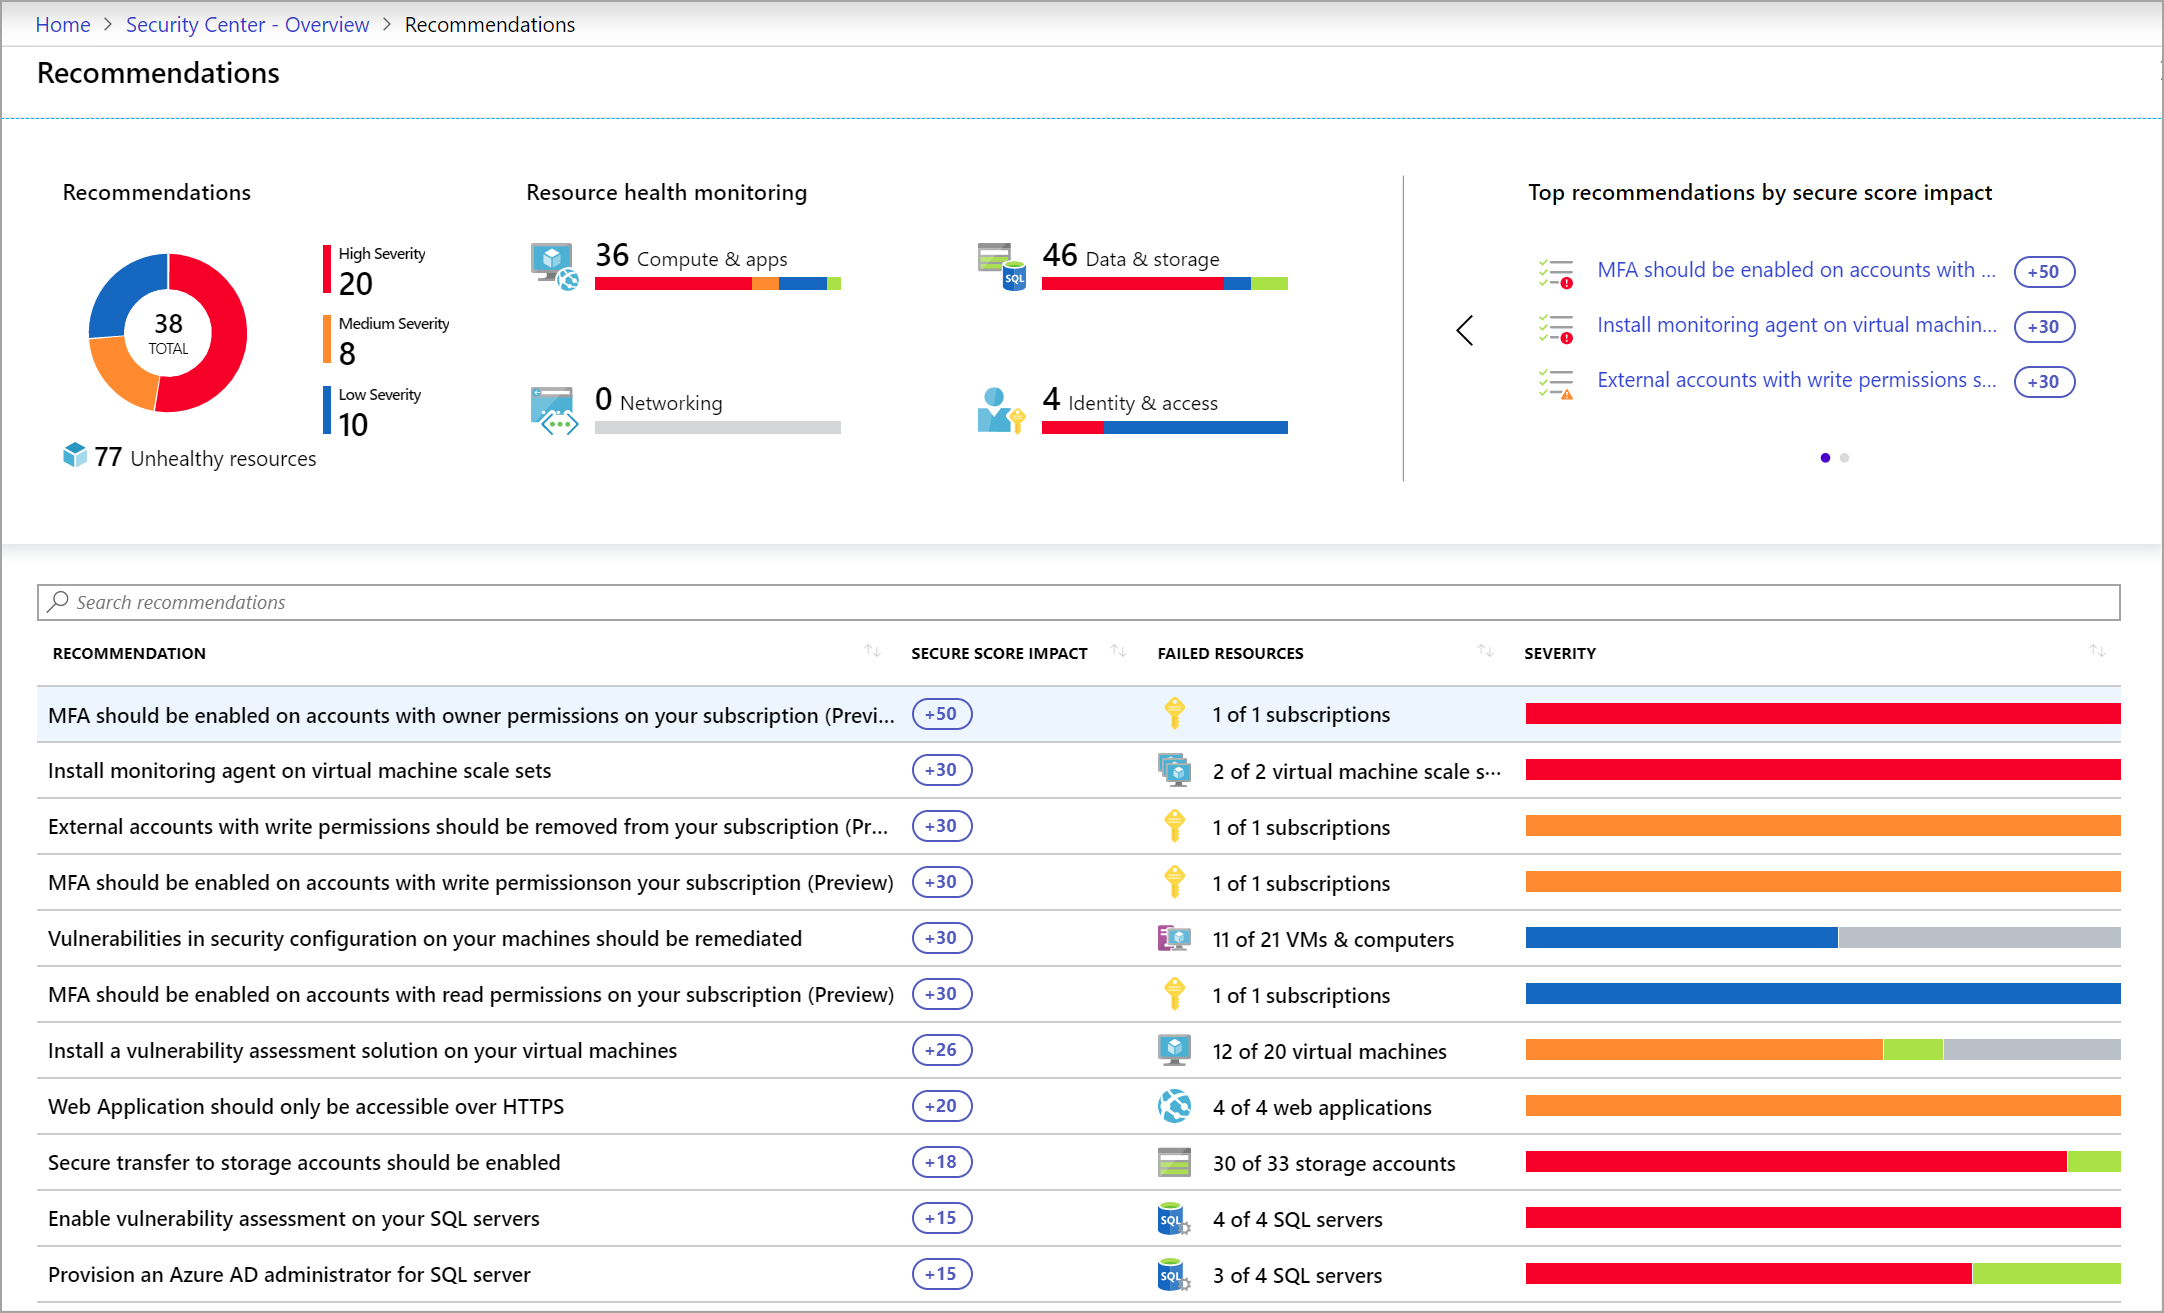 Home > Security Center - Overview > Recommendations
Recommendations
Recommendations
38
TOTAL
High Severity
20
Medium Severity
8
Low Severity
10
77 Unhealthy resources
Resource health monitoring
36 Compute & apps
46 Data & storage
SQL
0 Networking
4 Identity & access
Top recommendations by secure score impact
MFA should be enabled on accounts with ... +50
Install monitoring agent on virtual machin... +30
External accounts with write permissions s... +30
Search recommendations
RECOMMENDATION SECURE SCORE IMPACT FAILED RESOURCES SEVERITY
MFA should be enabled on accounts with owner permissions on your subscription (Previ... +50 1 of 1 subscriptions
Install monitoring agent on virtual machine scale sets +30 2 of 2 virtual machine scale s...
External accounts with write permissions should be removed from your subscription (Pr... +30 1 of 1 subscriptions
MFA should be enabled on accounts with write permissionson your subscription (Preview) +30 1 of 1 subscriptions
Vulnerabilities in security configuration on your machines should be remediated +30 11 of 21 VMs & computers
MFA should be enabled on accounts with read permissions on your subscription (Preview) +30 1 of 1 subscriptions
Install a vulnerability assessment solution on your virtual machines +26 12 of 20 virtual machines
Web Application should only be accessible over HTTPS +20 4 of 4 web applications
Secure transfer to storage accounts should be enabled +18 30 of 33 storage accounts
Enable vulnerability assessment on your SQL servers +15 SQL 4 of 4 SQL servers
Provision an Azure AD administrator for SQL server +15 SQL 3 of 4 SQL servers